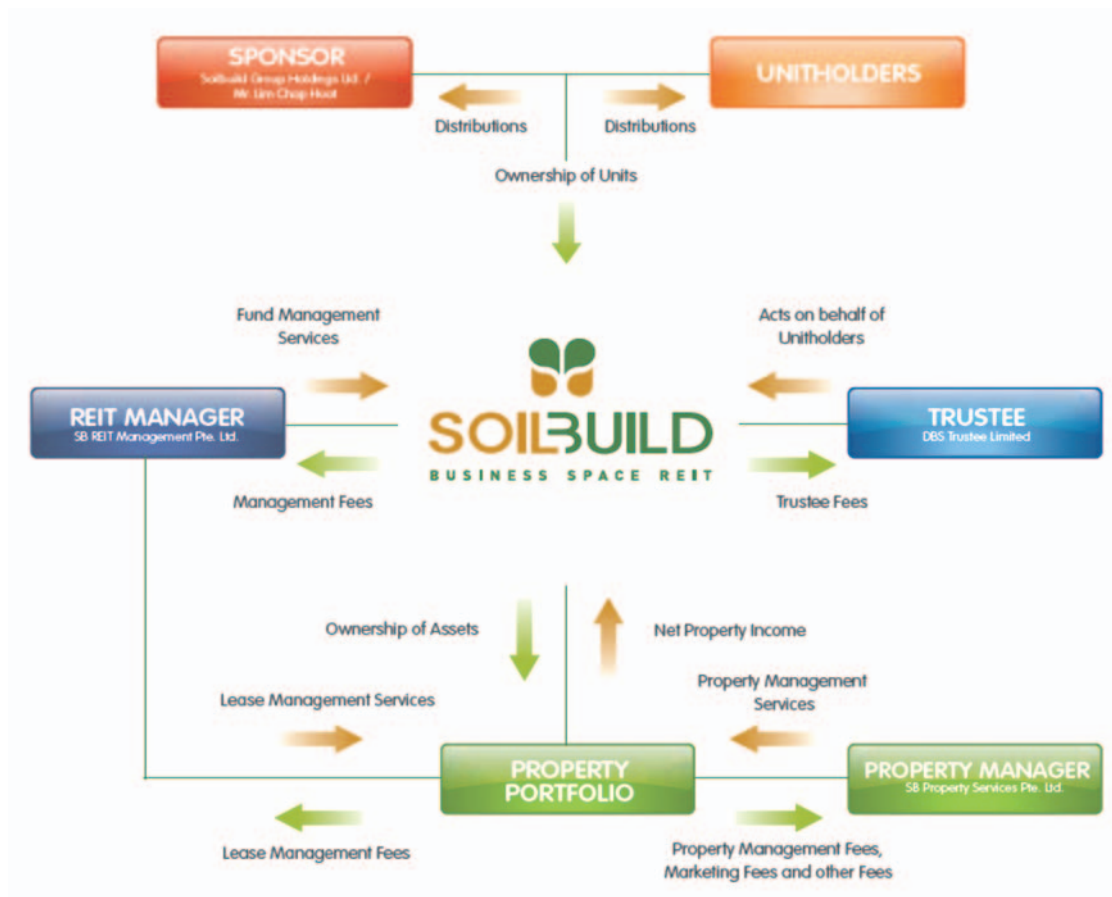 SPONSOR
Soilbuild Group Holdings Ltd. /
Mr. Lim Chap Huat
UNITHOLDERS
Distributions
Distributions
Ownership of Units
Fund Management
Services
Acts on behalf of
Unitholders
REIT MANAGER
SB REIT Management Pte. Ltd.
SOILBUILD
BUSINESS SPACE REIT
TRUSTEE
DBS Trustee Limited
Management Fees
Trustee Fees
Ownership of Assets
Net Property Income
Lease Management Services
Property Management
Services
PROPERTY
PORTFOLIO
PROPERTY MANAGER
SB Property Services Pte. Ltd.
Lease Management Fees
Property Management Fees,
Marketing Fees and other Fees